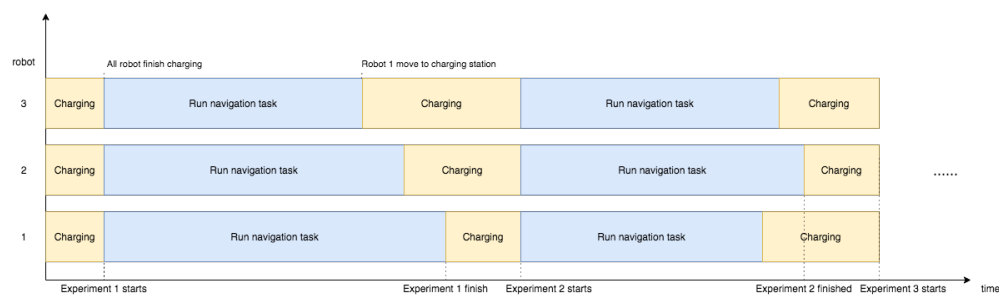 robot
All robot finish charging
Robot 1 move to charging station
3
Charging
Run navigation task
Charging
Run navigation task
Charging
2
Charging
Run navigation task
Charging
Run navigation task
Charging
......
1
Charging
Run navigation task
Charging
Run navigation task
Charging
Experiment 1 starts
Experiment 1 finish
Experiment 2 starts
Experiment 2 finished
Experiment 3 starts
time